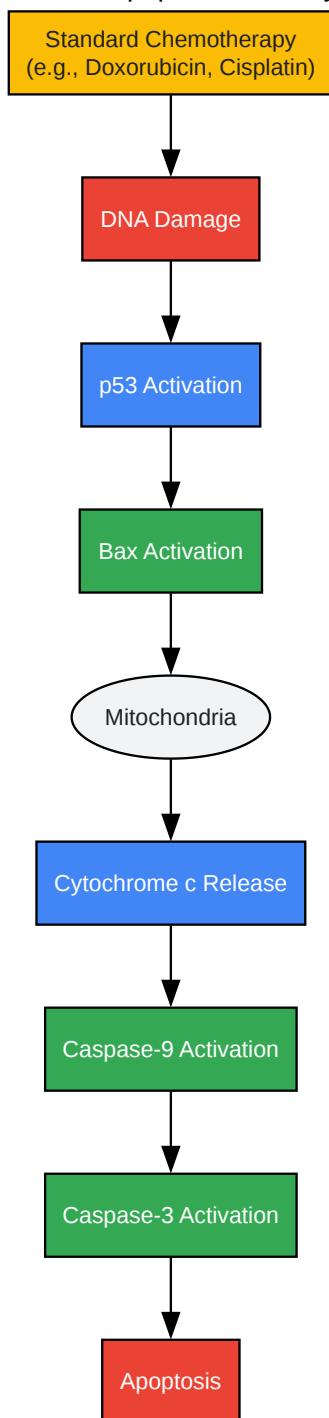 Standard Chemotherapy
(e.g., Doxorubicin, Cisplatin)
DNA Damage
p53 Activation
Bax Activation
Mitochondria
Cytochrome c Release
Caspase-9 Activation
Caspase-3 Activation
Apoptosis